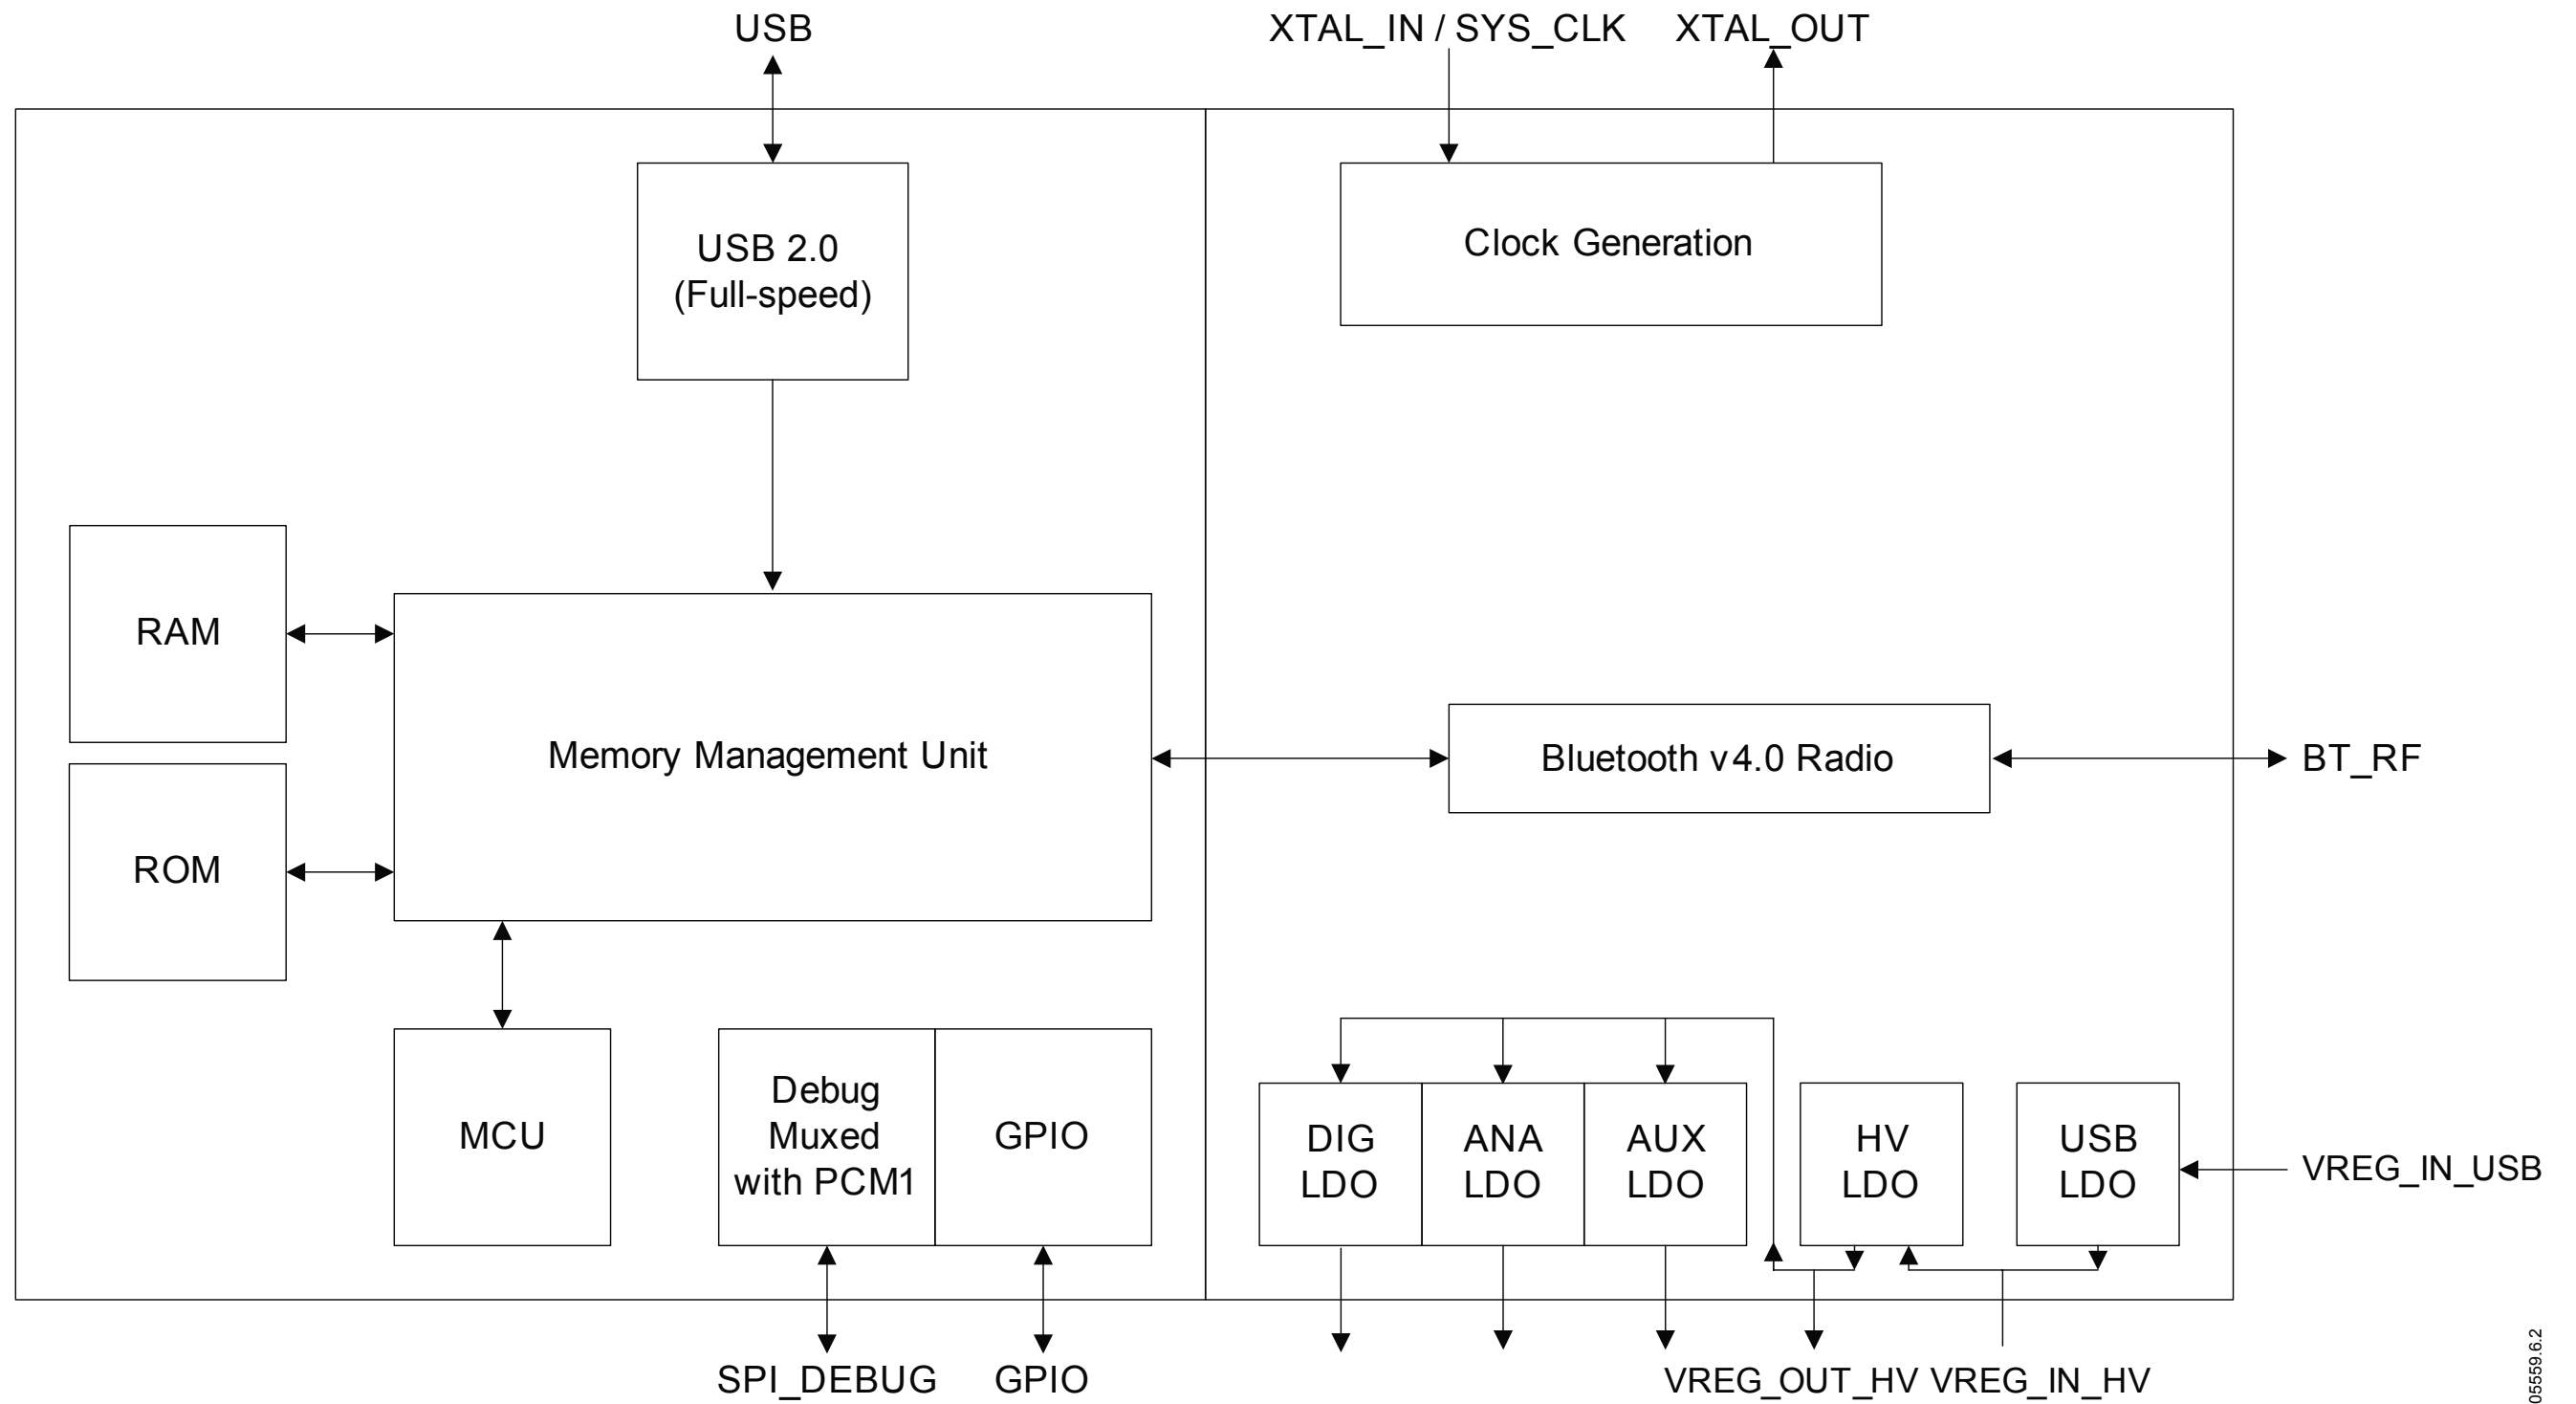 USB
XTAL_IN / SYS_CLK
XTAL_OUT
USB 2.0
(Full-speed)
Clock Generation
RAM
Memory Management Unit
Bluetooth v4.0 Radio
BT_RF
ROM
MCU
Debug
Muxed
with PCM1
GPIO
DIG
LDO
ANA
LDO
AUX
LDO
HV
LDO
USB
LDO
VREG_IN_USB
SPI_DEBUG
GPIO
VREG_OUT_HV
VREG_IN_HV
05559.6.2